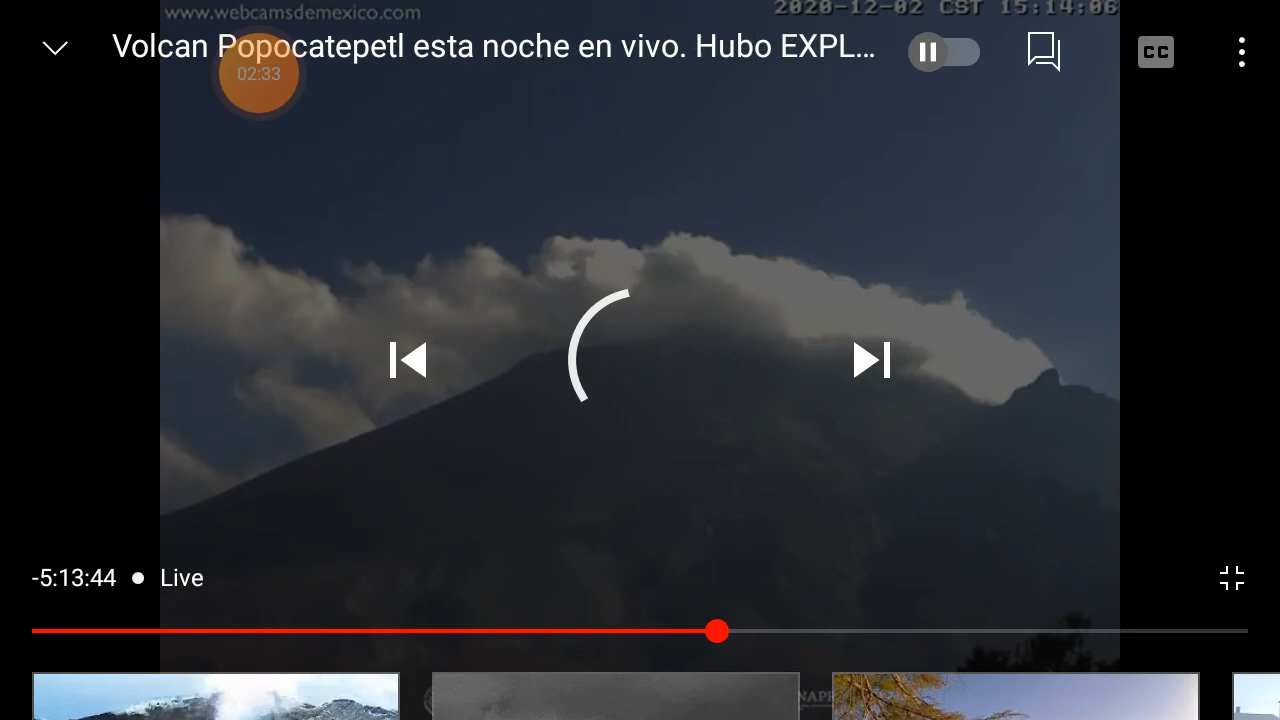 www.webcamsdemexico.com
2020-12-02 CST 15:14:06
Volcan Popocatepetl esta noche en vivo. Hubo EXPL...
02:33
CC
-5:13:44 ● Live
NAPR